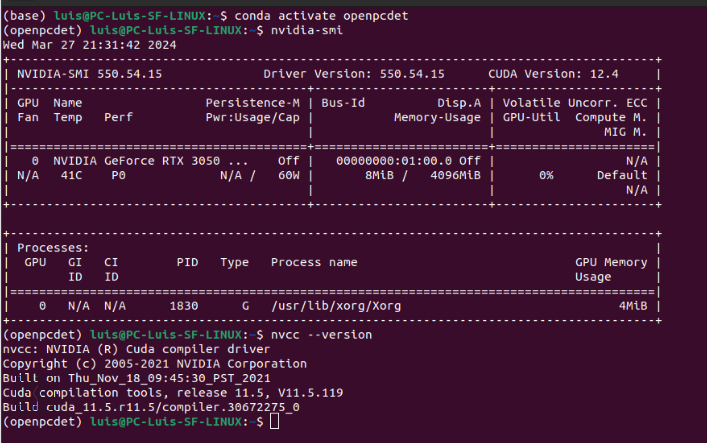 (base) luis@PC-Luis-SF-LINUX:~$ conda activate openpcdet
(openpcdet) luis@PC-Luis-SF-LINUX:~$ nvidia-smi
Wed Mar 27 21:31:42 2024
+-----------------------------------------------------------------------------------------+
| NVIDIA-SMI 550.54.15              Driver Version: 550.54.15      CUDA Version: 12.4     |
|-----------------------------------------+------------------------+----------------------+
| GPU  Name                 Persistence-M | Bus-Id          Disp.A | Volatile Uncorr. ECC |
| Fan  Temp   Perf          Pwr:Usage/Cap |           Memory-Usage | GPU-Util  Compute M. |
|                                         |                        |               MIG M. |
|=========================================+========================+======================|
|   0  NVIDIA GeForce RTX 3050 ...    Off |   00000000:01:00.0 Off |                  N/A |
| N/A   41C    P0             N/A /   60W |       8MiB /   4096MiB |      0%      Default |
|                                         |                        |                  N/A |
+-----------------------------------------+------------------------+----------------------+
+-----------------------------------------------------------------------------------------+
| Processes:                                                                              |
|  GPU   GI   CI        PID   Type   Process name                              GPU Memory |
|        ID   ID                                                               Usage      |
|=========================================================================================|
|    0   N/A  N/A      1830      G   /usr/lib/xorg/Xorg                              4MiB |
+-----------------------------------------------------------------------------------------+
(openpcdet) luis@PC-Luis-SF-LINUX:~$ nvcc --version
nvcc: NVIDIA (R) Cuda compiler driver
Copyright (c) 2005-2021 NVIDIA Corporation
Built on Thu_Nov_18_09:45:30_PST_2021
Cuda compilation tools, release 11.5, V11.5.119
Build cuda_11.5.r11.5/compiler.30672275_0
(openpcdet) luis@PC-Luis-SF-LINUX:~$